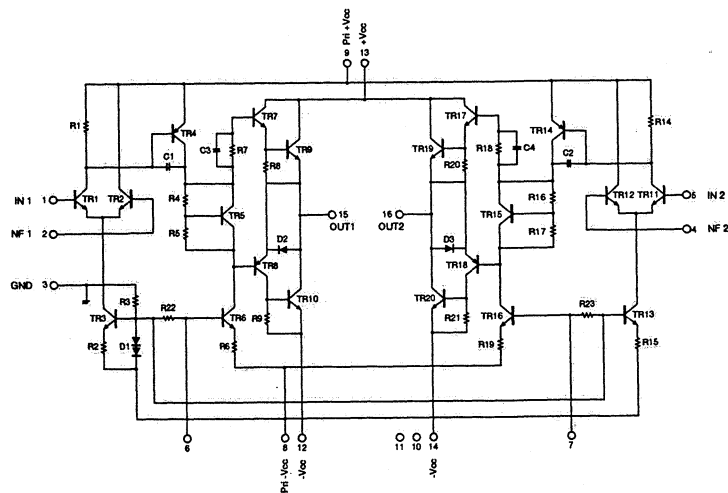 Pri +Vcc
+Vcc
9 13
R1
TR4
TR7
TR17
TR14
R14
C3
R7
TR9
TR19
R18
C4
C1
R8
R20
C2
IN 1 1
TR1
TR2
R4
TR5
TR15
R16
TR12
TR11
5 IN 2
NF 1 2
R5
15
OUT1
16
OUT2
R17
4 NF 2
D2
D3
TR8
TR18
GND 3
R3
R22
TR10
TR20
R23
TR3
TR6
R9
R21
TR16
TR13
R2
D1
R6
R19
R15
6
8
12
11
10
14
7
Pri -Vcc
-Vcc
-Vcc